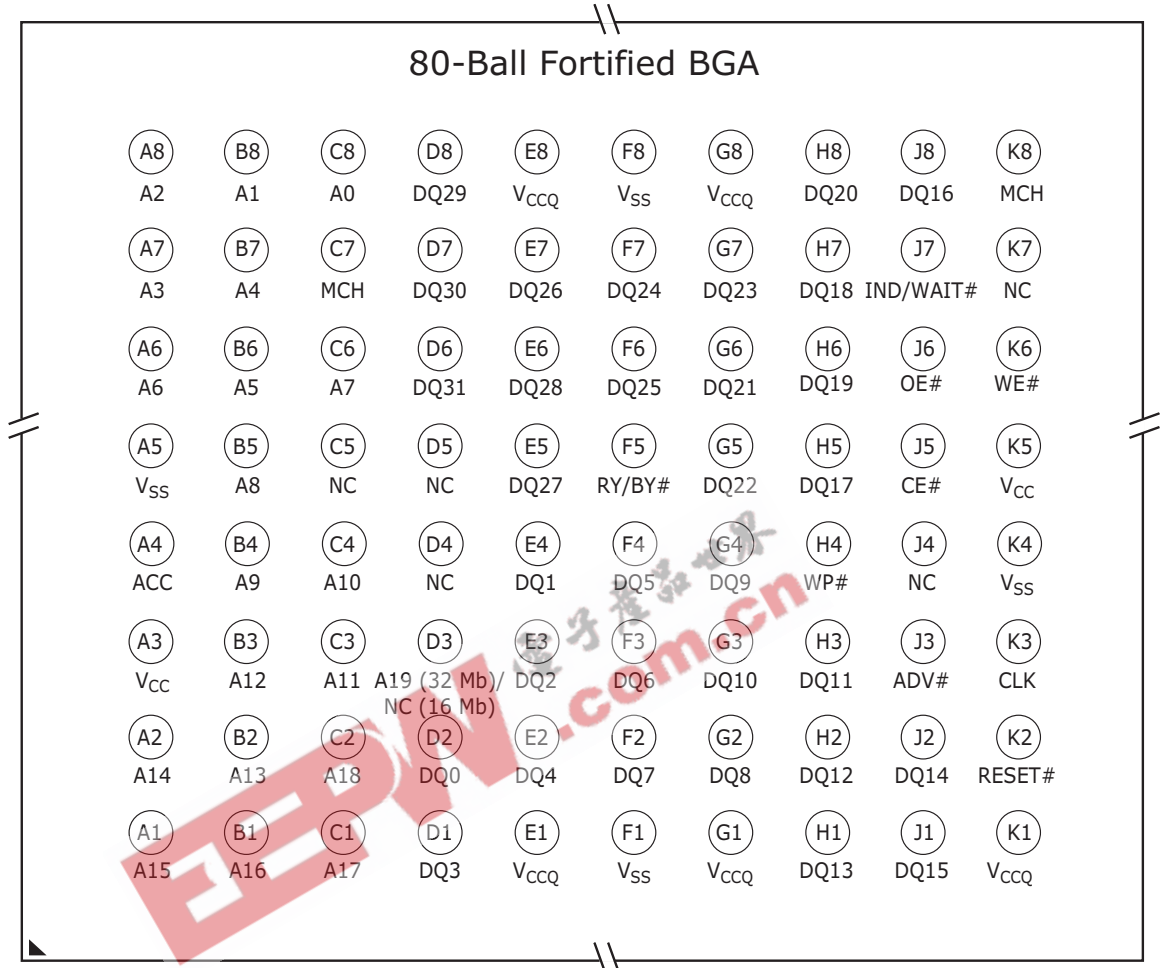 80-Ball Fortified BGA
A8 B8 C8 D8 E8 F8 G8 H8 J8 K8
A2 A1 A0 DQ29 VCCQ VSS VCCQ DQ20 DQ16 MCH
A7 B7 C7 D7 E7 F7 G7 H7 J7 K7
A3 A4 MCH DQ30 DQ26 DQ24 DQ23 DQ18 IND/WAIT# NC
A6 B6 C6 D6 E6 F6 G6 H6 J6 K6
A6 A5 A7 DQ31 DQ28 DQ25 DQ21 DQ19 OE# WE#
A5 B5 C5 D5 E5 F5 G5 H5 J5 K5
VSS A8 NC NC DQ27 RY/BY# DQ22 DQ17 CE# VCC
A4 B4 C4 D4 E4 F4 G4 H4 J4 K4
ACC A9 A10 NC DQ1 DQ5 DQ9 WP# NC VSS
A3 B3 C3 D3 E3 F3 G3 H3 J3 K3
VCC A12 A11 A19 (32 Mb)/ DQ2 DQ6 DQ10 DQ11 ADV# CLK
NC (16 Mb)
A2 B2 C2 D2 E2 F2 G2 H2 J2 K2
A14 A13 A18 DQ0 DQ4 DQ7 DQ8 DQ12 DQ14 RESET#
A1 B1 C1 D1 E1 F1 G1 H1 J1 K1
A15 A16 A17 DQ3 VCCQ VSS VCCQ DQ13 DQ15 VCCQ
EEPW.com.cn
电子産品世界